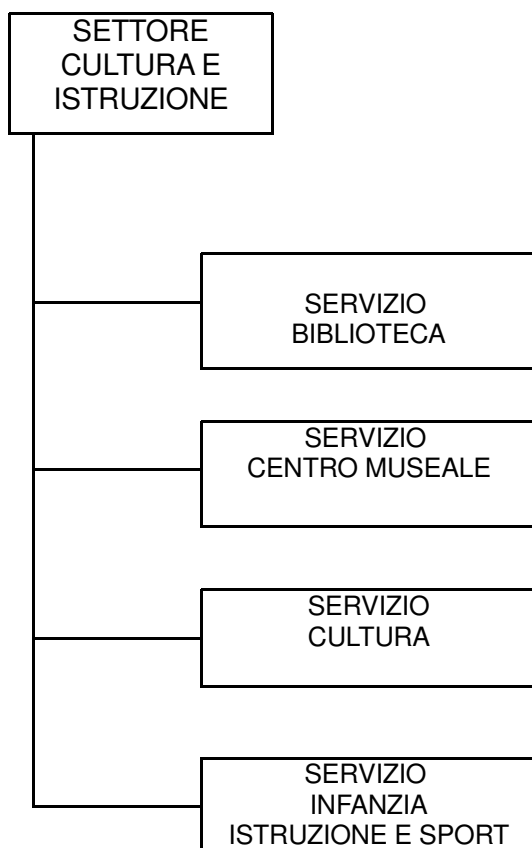 SETTORE
CULTURA E
ISTRUZIONE
SERVIZIO
BIBLIOTECA
SERVIZIO
CENTRO MUSEALE
SERVIZIO
CULTURA
SERVIZIO
INFANZIA
ISTRUZIONE E SPORT